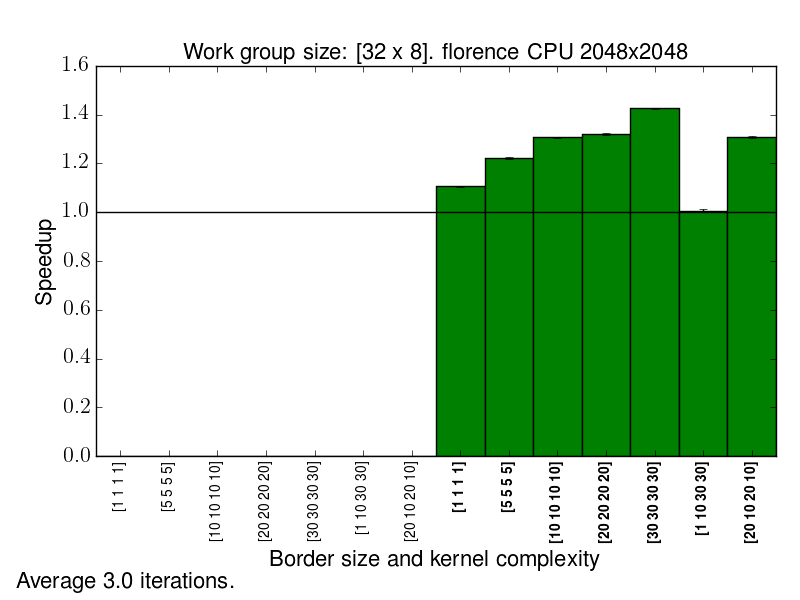 Work group size: [32 x 8]. florence CPU 2048x2048
1.6
1.4
1.2
1.0
0.8
0.6
0.4
0.2
0.0
Speedup
[1 1 1 1]
[5 5 5 5]
[10 10 10 10]
[20 20 20 20]
[30 30 30 30]
[1 10 30 30]
[20 10 20 10]
[1 1 1 1]
[5 5 5 5]
[10 10 10 10]
[20 20 20 20]
[30 30 30 30]
[1 10 30 30]
[20 10 20 10]
Border size and kernel complexity
Average 3.0 iterations.